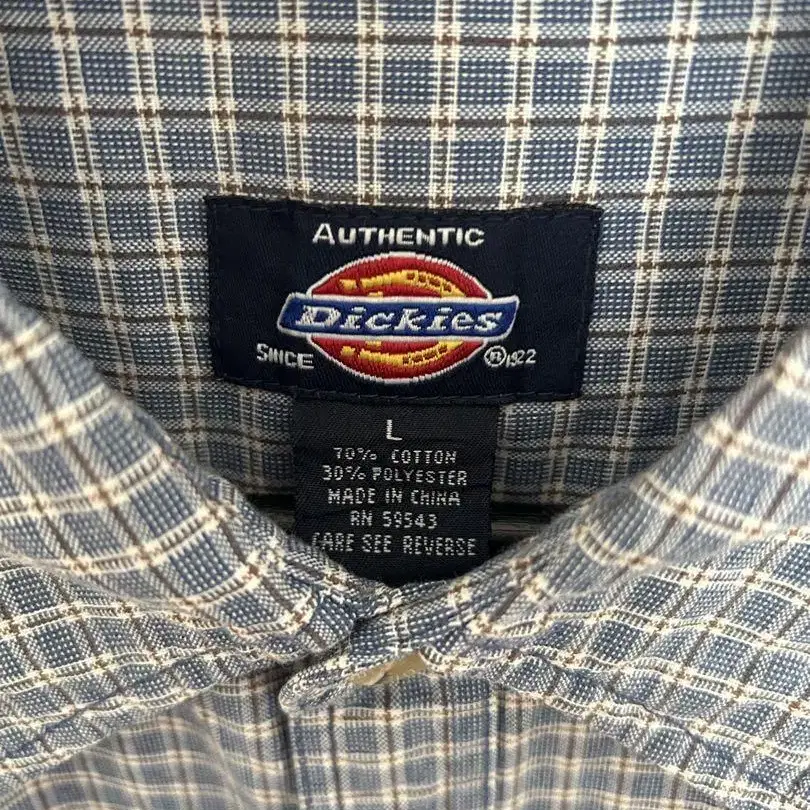 AUTHENTIC
Dickies
SINCE ® 1922
L
70% COTTON
30% POLYESTER
MADE IN CHINA
RN 59543
CARE SEE REVERSE